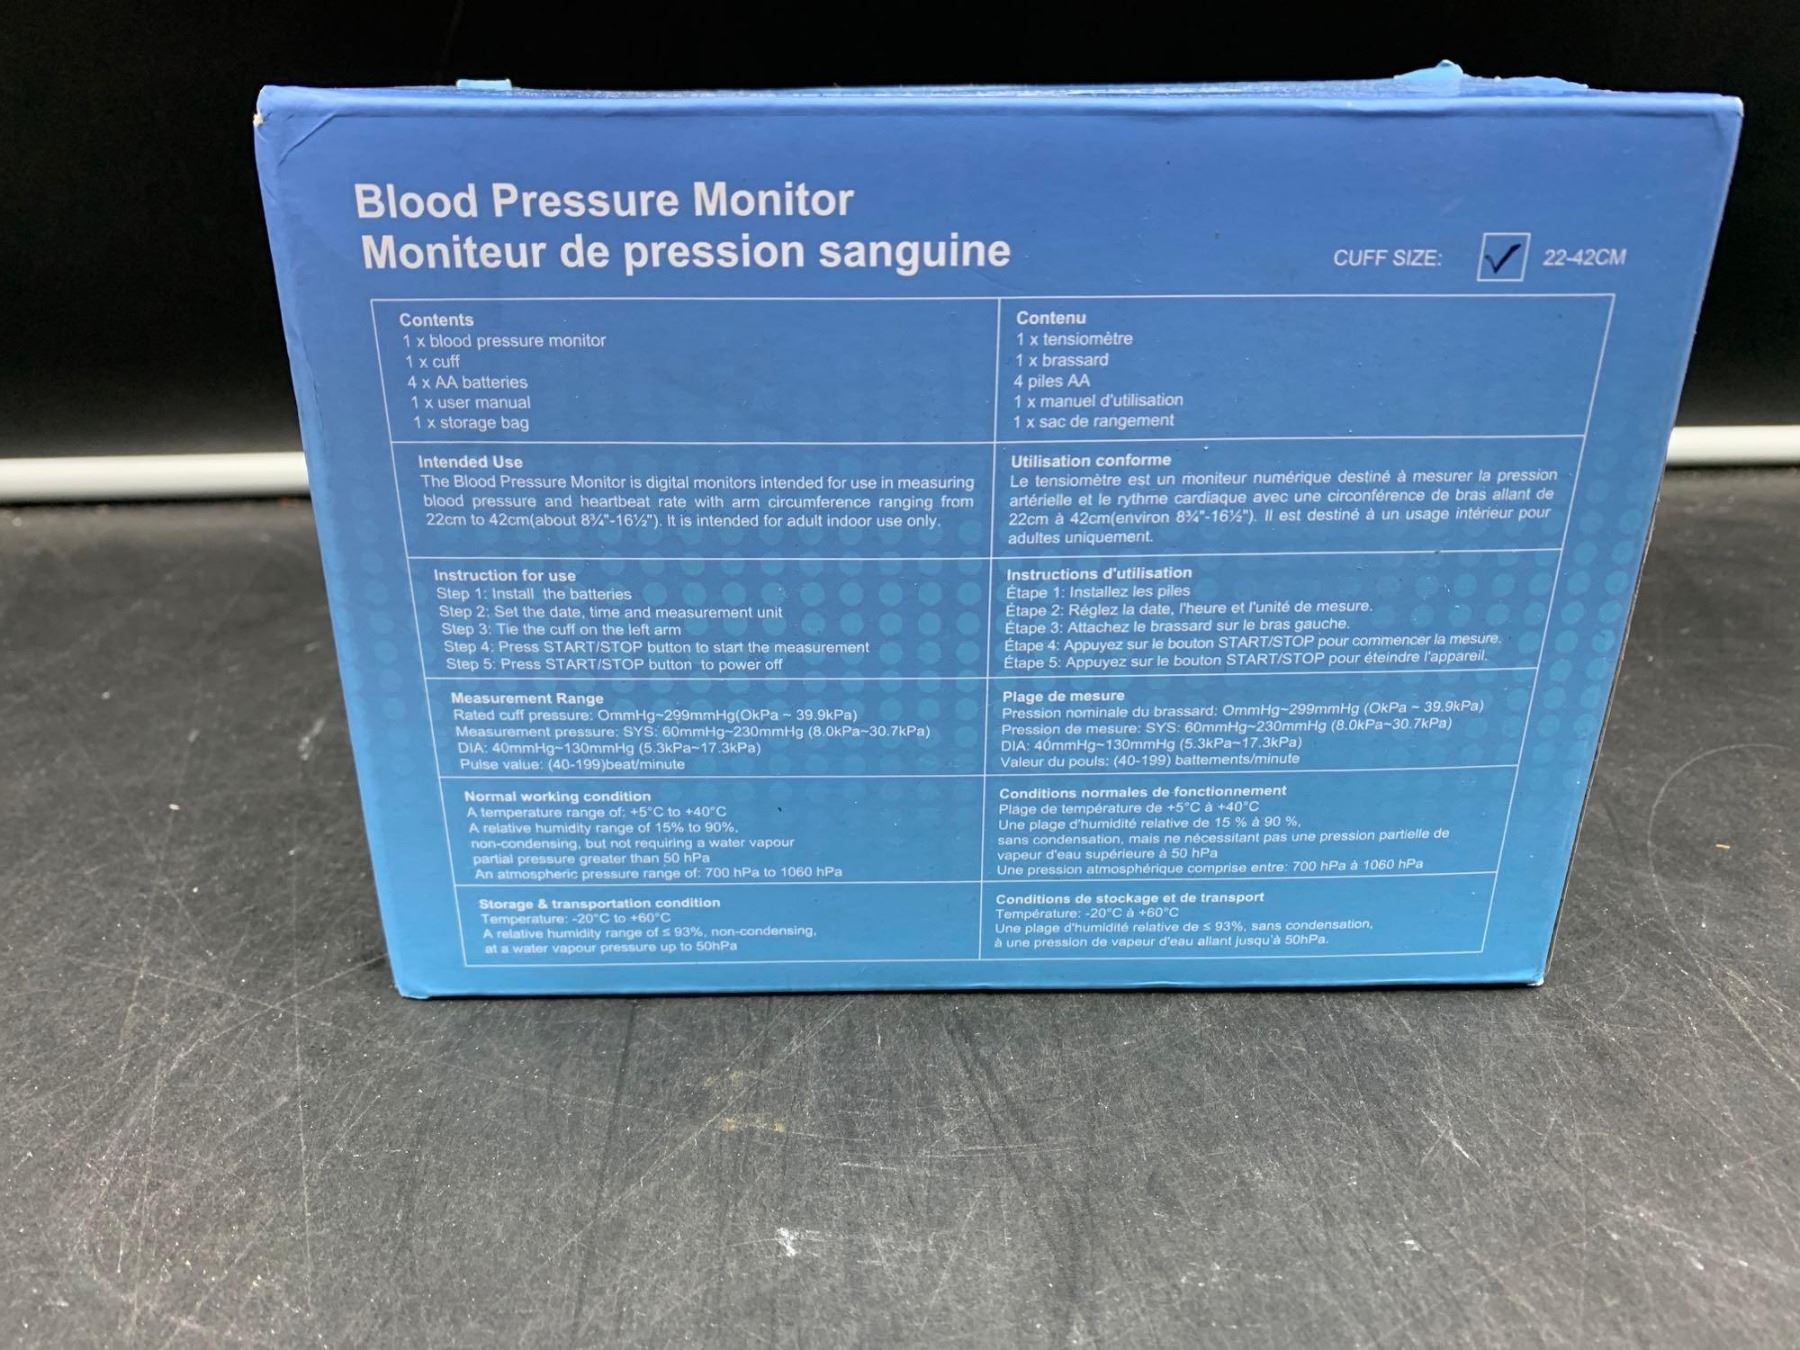 Blood Pressure Monitor
Moniteur de pression sanguine
CUFF SIZE: ✓ 22-42CM
Contents
1 x blood pressure monitor
1 x cuff
4 x AA batteries
1 x user manual
1 x storage bag
Contenu
1 x tensiomètre
1 x brassard
4 piles AA
1 x manuel d'utilisation
1 x sac de rangement
Intended Use
The Blood Pressure Monitor is digital monitors intended for use in measuring
blood pressure and heartbeat rate with arm circumference ranging from
22cm to 42cm(about 8¾"-16½"). It is intended for adult indoor use only.
Utilisation conforme
Le tensiomètre est un moniteur numérique destiné à mesurer la pression
artérielle et le rythme cardiaque avec une circonférence de bras allant de
22cm à 42cm(environ 8¾"-16½"). Il est destiné à un usage intérieur pour
adultes uniquement.
Instruction for use
Step 1: Install the batteries
Step 2: Set the date, time and measurement unit
Step 3: Tie the cuff on the left arm
Step 4: Press START/STOP button to start the measurement
Step 5: Press START/STOP button to power off
Instructions d'utilisation
Étape 1: Installez les piles
Étape 2: Réglez la date, l'heure et l'unité de mesure.
Étape 3: Attachez le brassard sur le bras gauche.
Étape 4: Appuyez sur le bouton START/STOP pour commencer la mesure.
Étape 5: Appuyez sur le bouton START/STOP pour éteindre l'appareil.
Measurement Range
Rated cuff pressure: OmmHg~299mmHg(OkPa ~ 39.9kPa)
Measurement pressure: SYS: 60mmHg~230mmHg (8.0kPa~30.7kPa)
DIA: 40mmHg~130mmHg (5.3kPa~17.3kPa)
Pulse value: (40-199)beat/minute
Plage de mesure
Pression nominale du brassard: OmmHg~299mmHg (OkPa ~ 39.9kPa)
Pression de mesure: SYS: 60mmHg~230mmHg (8.0kPa~30.7kPa)
DIA: 40mmHg~130mmHg (5.3kPa~17.3kPa)
Valeur du pouls: (40-199) battements/minute
Normal working condition
A temperature range of: +5°C to +40°C
A relative humidity range of 15% to 90%,
non-condensing, but not requiring a water vapour
partial pressure greater than 50 hPa
An atmospheric pressure range of: 700 hPa to 1060 hPa
Conditions normales de fonctionnement
Plage de température de +5°C à +40°C
Une plage d'humidité relative de 15 % à 90 %,
sans condensation, mais ne nécessitant pas une pression partielle de
vapeur d'eau supérieure à 50 hPa
Une pression atmosphérique comprise entre: 700 hPa à 1060 hPa
Storage & transportation condition
Temperature: -20°C to +60°C
A relative humidity range of ≤ 93%, non-condensing,
at a water vapour pressure up to 50hPa
Conditions de stockage et de transport
Température: -20°C à +60°C
Une plage d'humidité relative de ≤ 93%, sans condensation,
à une pression de vapeur d'eau allant jusqu'à 50hPa.